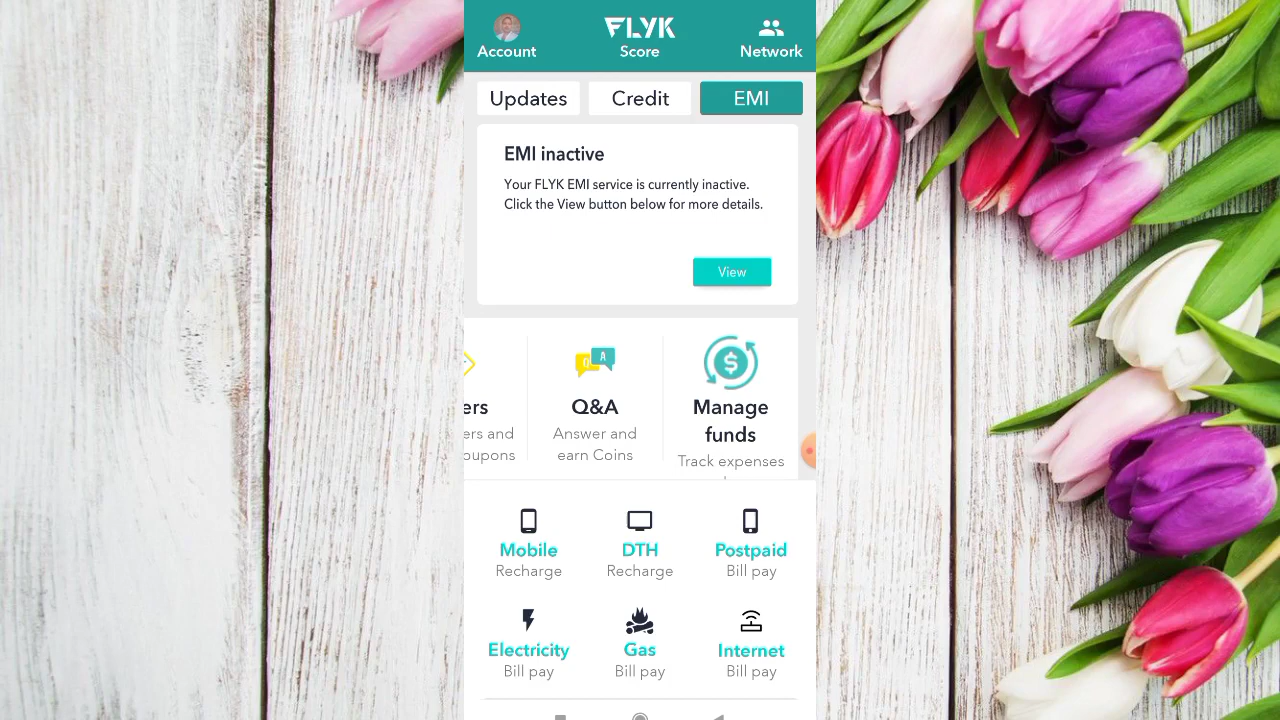 FLYK
Account
Score
Network
Updates
Credit
EMI
EMI inactive
Your FLYK EMI service is currently inactive.
Click the View button below for more details.
View
ers
ers and
oupons
Q A
Q&A
Answer and
earn Coins
$
Manage
funds
Track expenses
Mobile
Recharge
DTH
Recharge
Postpaid
Bill pay
Electricity
Bill pay
Gas
Bill pay
Internet
Bill pay